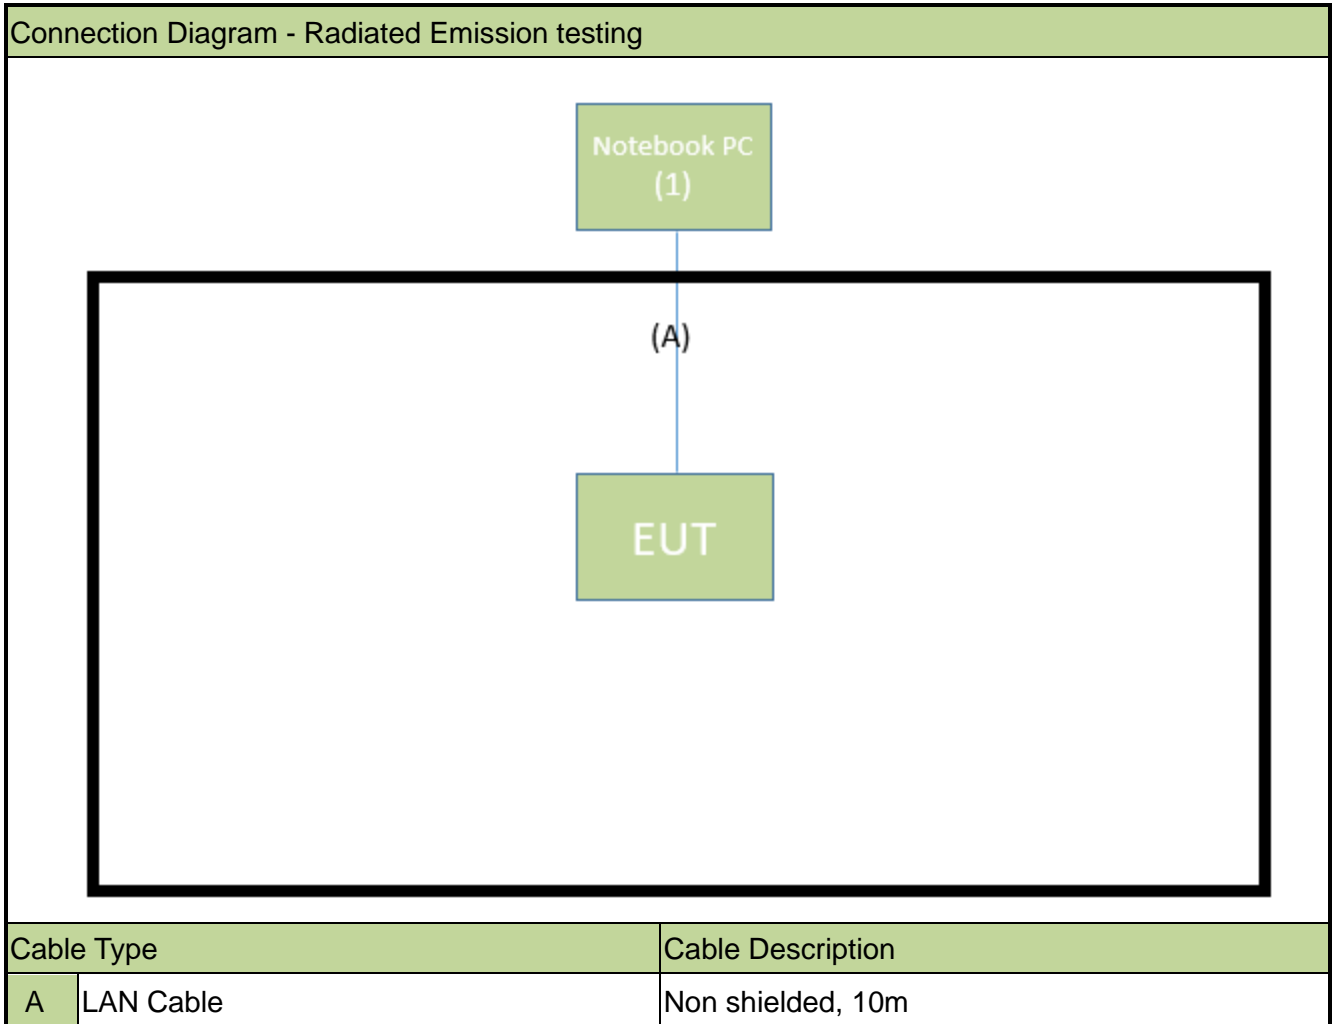 Connection Diagram - Radiated Emission testing
Notebook PC
(1)
(A)
EUT
Cable Type Cable Description
A LAN Cable Non shielded, 10m